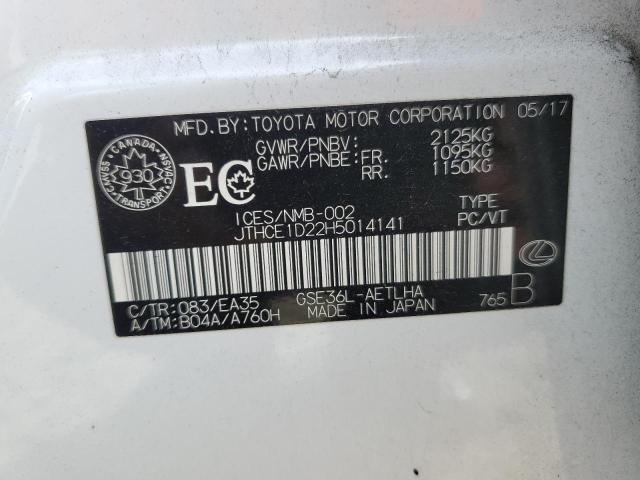 MFD.BY:TOYOTA MOTOR CORPORATION 05/17
GVWR/PNBV: 2125KG
GAWR/PNBE:FR. 1095KG
RR. 1150KG
CANADA
930
TRANSPORT
CMVSS
NSVAC
EC
ICES/NMB-002
TYPE
JTHCE1D22H5014141
PC/VT
C/TR:083/EA35
GSE36L-AETLHA
A/TM:B04A/A760H
MADE IN JAPAN
765 B